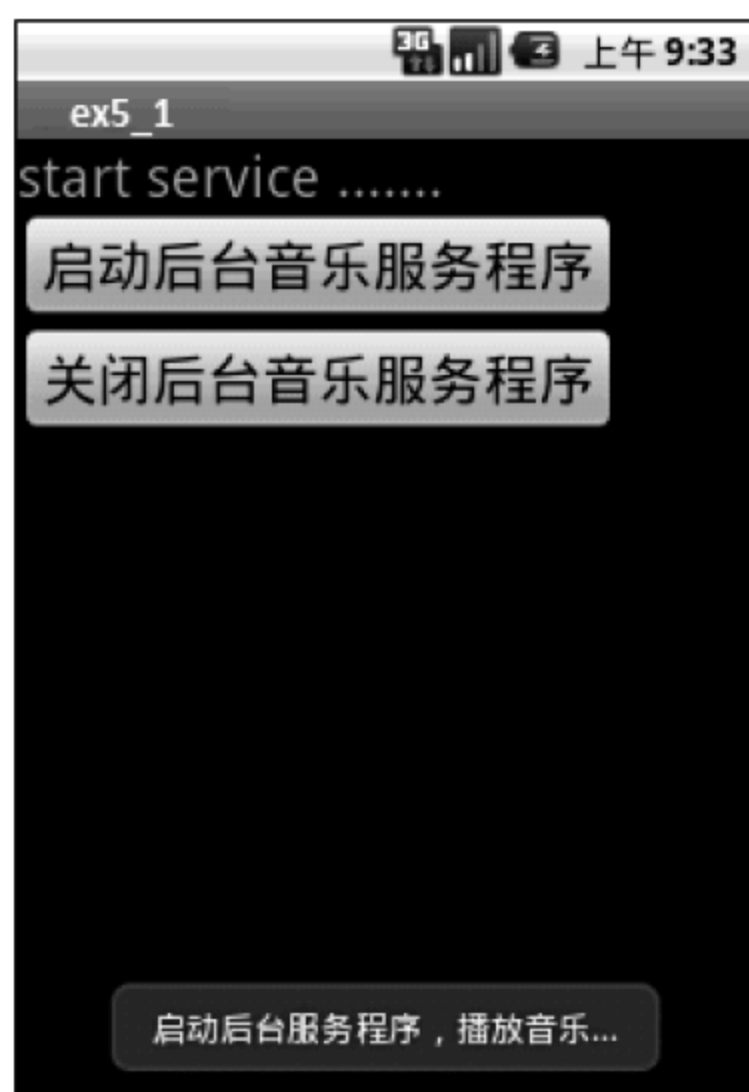 3G 上午 9:33
ex5_1
start service .......
启动后台音乐服务程序
关闭后台音乐服务程序
启动后台服务程序，播放音乐...